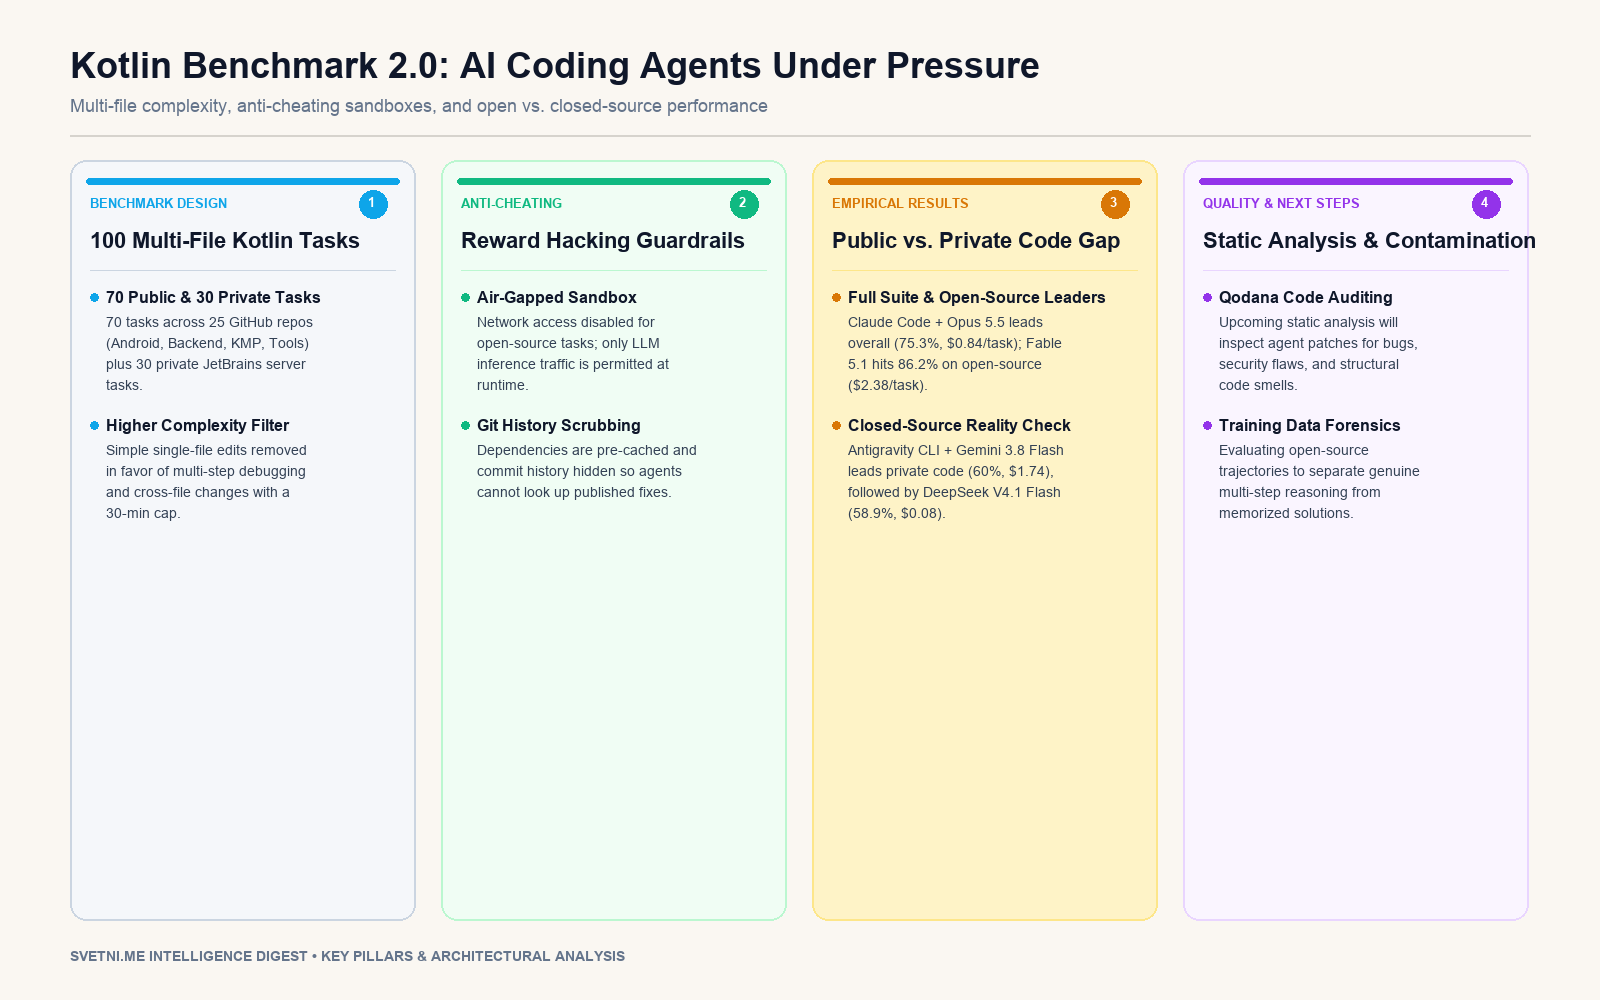 Kotlin Benchmark 2.0: AI Coding Agents Under Pressure
Multi-file complexity, anti-cheating sandboxes, and open vs. closed-source performance
BENCHMARK DESIGN
1
100 Multi-File Kotlin Tasks
70 Public & 30 Private Tasks
70 tasks across 25 GitHub repos
(Android, Backend, KMP, Tools)
plus 30 private JetBrains server
tasks.
Higher Complexity Filter
Simple single-file edits removed
in favor of multi-step debugging
and cross-file changes with a
30-min cap.
ANTI-CHEATING
2
Reward Hacking Guardrails
Air-Gapped Sandbox
Network access disabled for
open-source tasks; only LLM
inference traffic is permitted at
runtime.
Git History Scrubbing
Dependencies are pre-cached and
commit history hidden so agents
cannot look up published fixes.
EMPIRICAL RESULTS
3
Public vs. Private Code Gap
Full Suite & Open-Source Leaders
Claude Code + Opus 5.5 leads
overall (75.3%, $0.84/task); Fable
5.1 hits 86.2% on open-source
($2.38/task).
Closed-Source Reality Check
Antigravity CLI + Gemini 3.8 Flash
leads private code (60%, $1.74),
followed by DeepSeek V4.1 Flash
(58.9%, $0.08).
QUALITY & NEXT STEPS
4
Static Analysis & Contamination
Qodana Code Auditing
Upcoming static analysis will
inspect agent patches for bugs,
security flaws, and structural
code smells.
Training Data Forensics
Evaluating open-source
trajectories to separate genuine
multi-step reasoning from
memorized solutions.
SVETNI.ME INTELLIGENCE DIGEST • KEY PILLARS & ARCHITECTURAL ANALYSIS